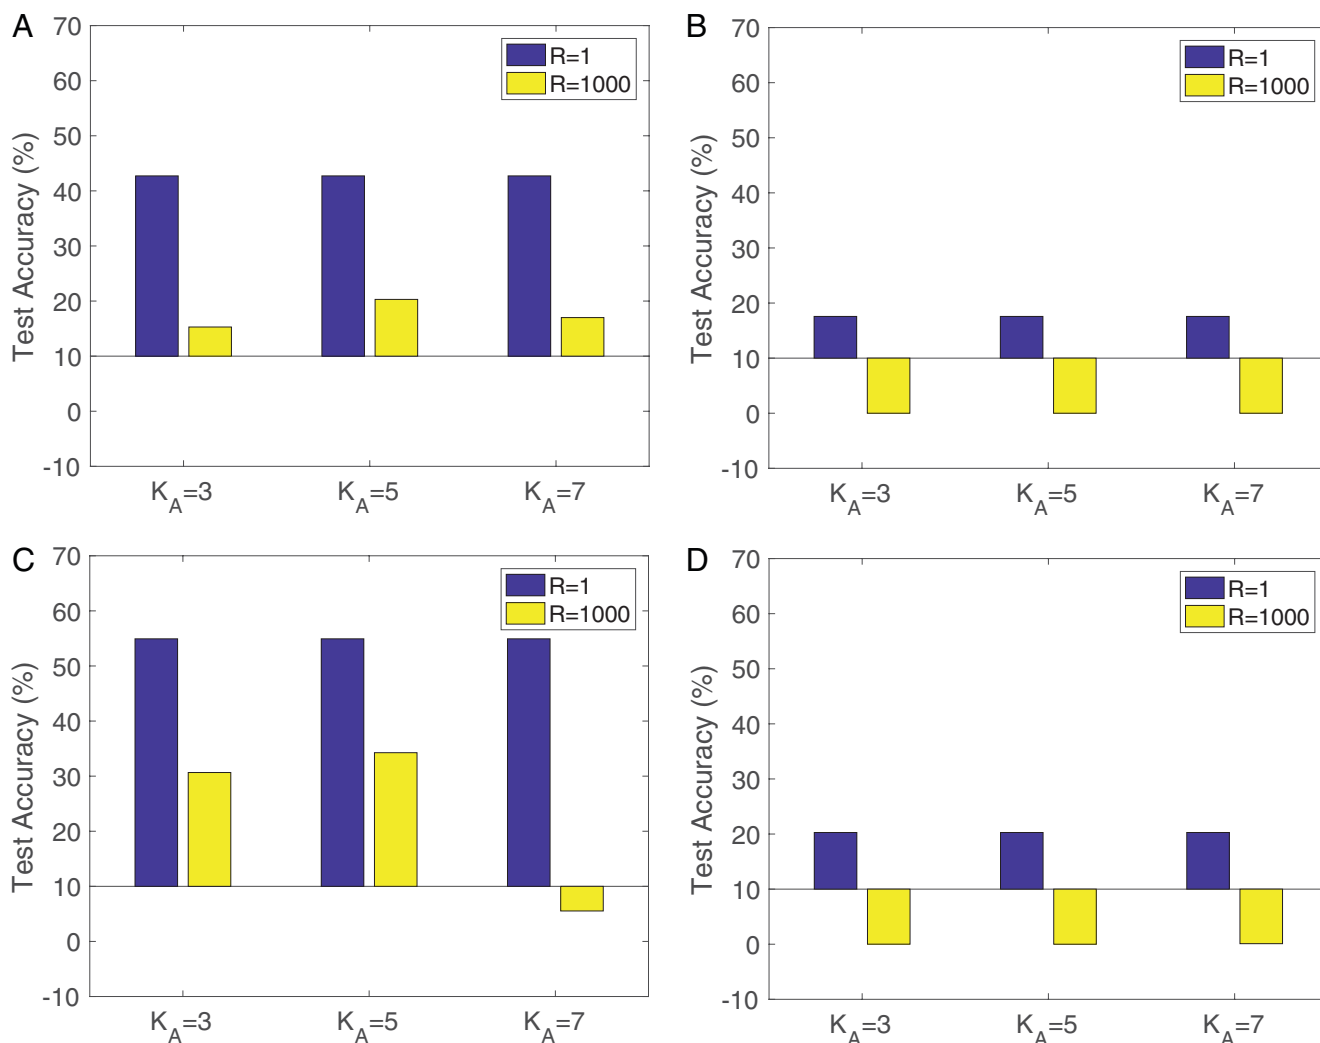 A
Test Accuracy (%)
70
60
50
40
30
20
10
0
-10
R=1
R=1000
K_A=3
K_A=5
K_A=7
B
Test Accuracy (%)
70
60
50
40
30
20
10
0
-10
R=1
R=1000
K_A=3
K_A=5
K_A=7
C
Test Accuracy (%)
70
60
50
40
30
20
10
0
-10
R=1
R=1000
K_A=3
K_A=5
K_A=7
D
Test Accuracy (%)
70
60
50
40
30
20
10
0
-10
R=1
R=1000
K_A=3
K_A=5
K_A=7